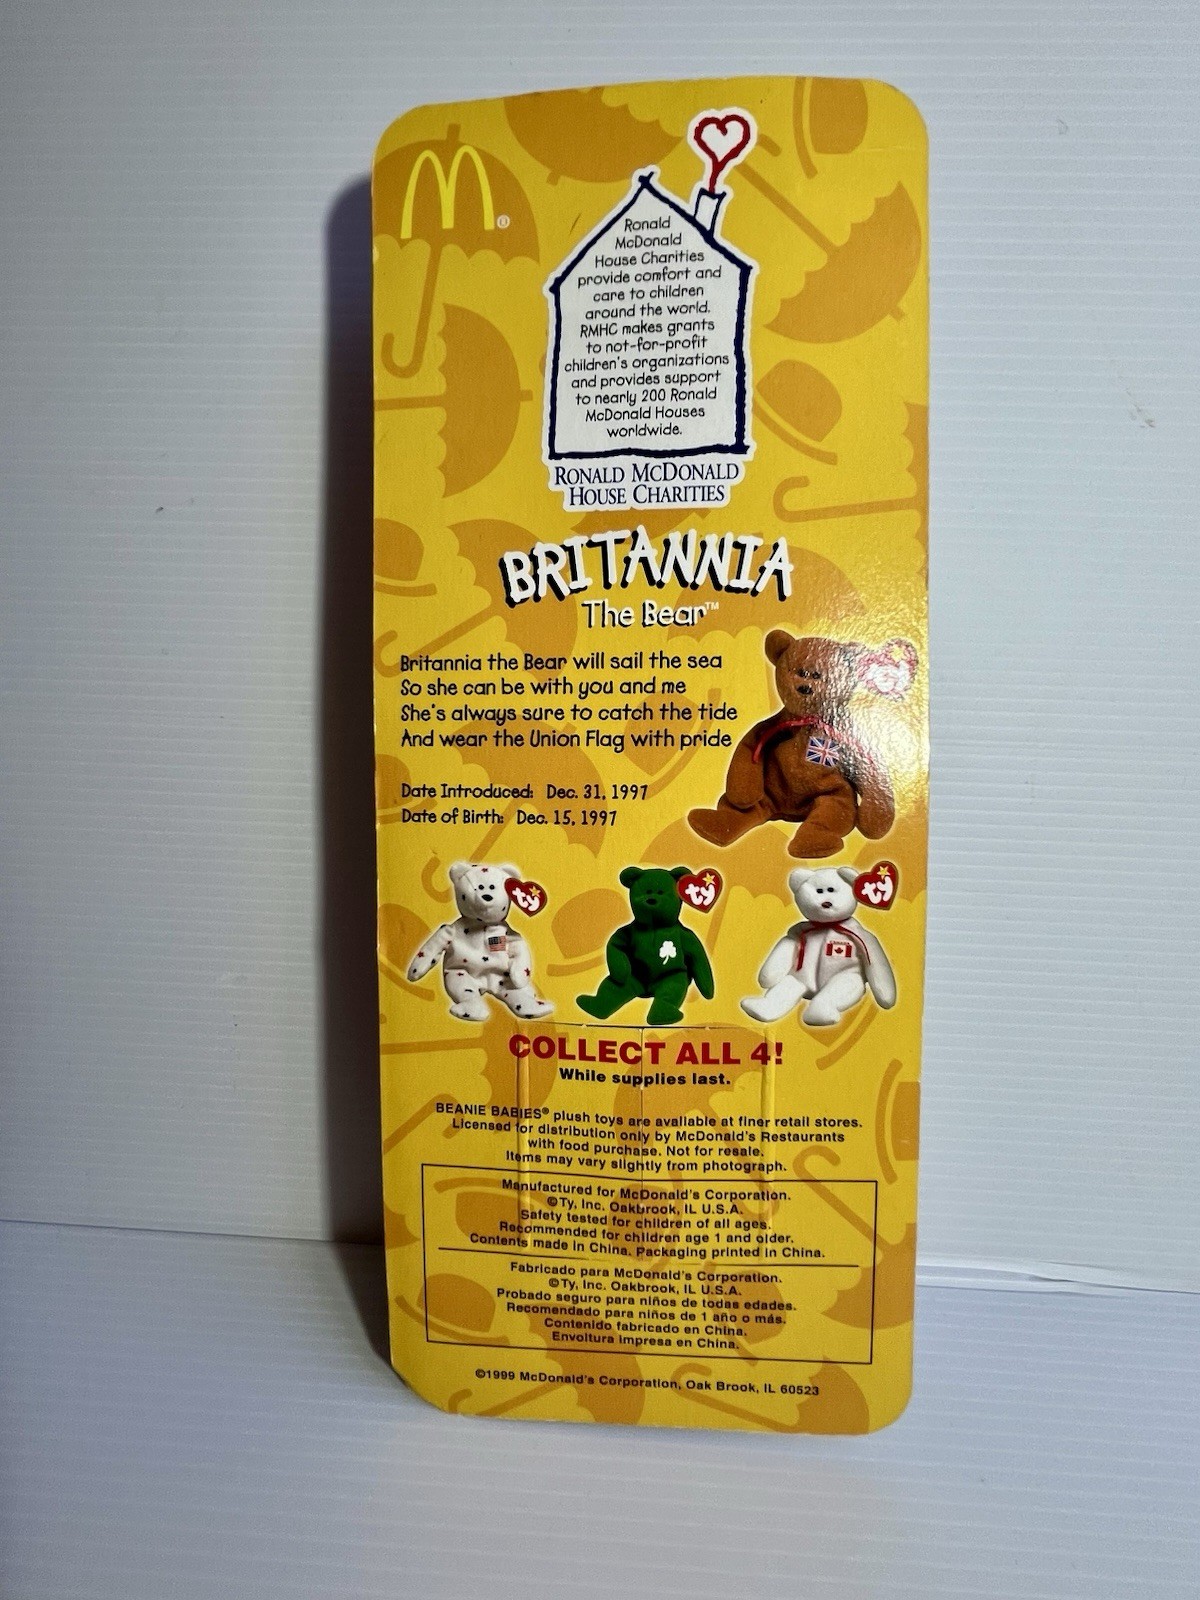 Ronald
McDonald
House Charities
provide comfort and
care to children
around the world.
RMHC makes grants
to not-for-profit
children's organizations
and provides support
to nearly 200 Ronald
McDonald Houses
worldwide.
RONALD MCDONALD
HOUSE CHARITIES
BRITANNIA
The Bear™
Britannia the Bear will sail the sea
So she can be with you and me
She's always sure to catch the tide
And wear the Union Flag with pride
Date Introduced: Dec. 31, 1997
Date of Birth: Dec. 15, 1997
ty
ty
ty
COLLECT ALL 4!
While supplies last.
BEANIE BABIES® plush toys are available at finer retail stores.
Licensed for distribution only by McDonald's Restaurants
with food purchase. Not for resale.
Items may vary slightly from photograph.
Manufactured for McDonald's Corporation.
©Ty, Inc. Oakbrook, IL U.S.A.
Safety tested for children of all ages.
Recommended for children age 1 and older.
Contents made in China. Packaging printed in China.
Fabricado para McDonald's Corporation.
©Ty, Inc. Oakbrook, IL U.S.A.
Probado seguro para niños de todas edades.
Recomendado para niños de 1 año o más.
Contenido fabricado en China.
Envoltura impresa en China.
©1999 McDonald's Corporation, Oak Brook, IL 60523